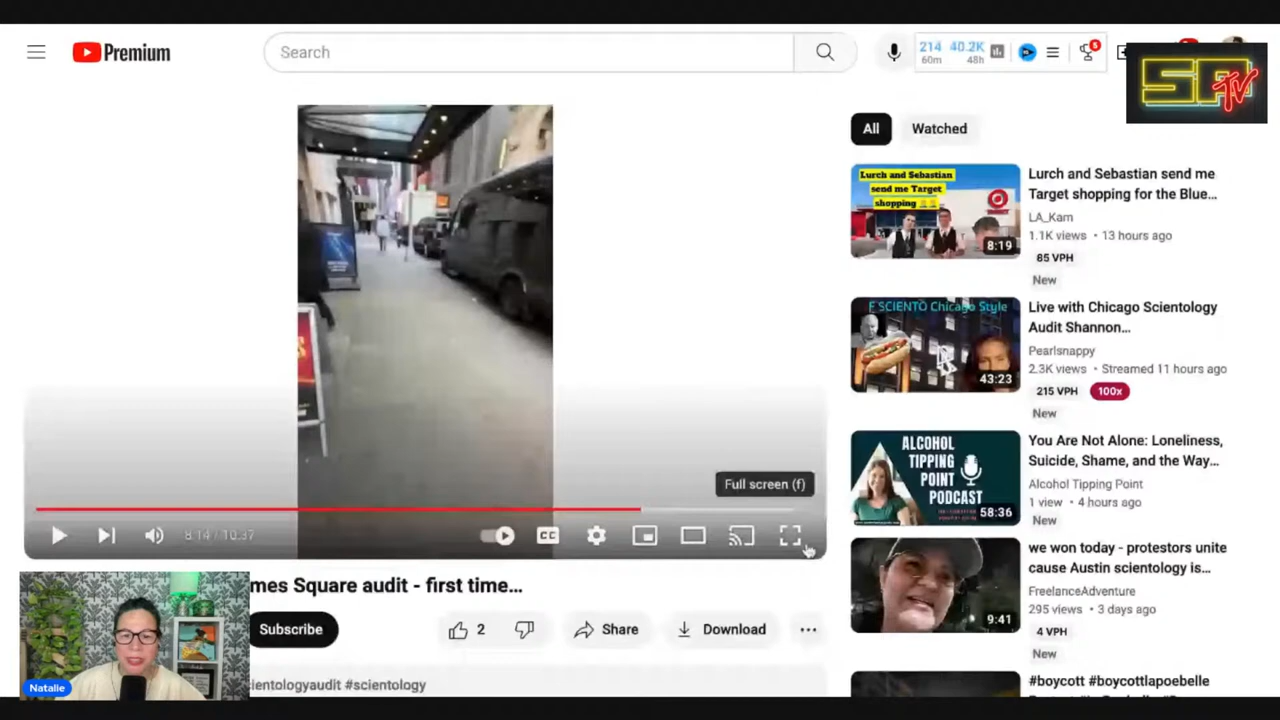 Premium
Search
214 40.2K
60m 48h
5
SPTV
All
Watched
Lurch and Sebastian
send me Target
shopping
8:19
Lurch and Sebastian send me
Target shopping for the Blue…
LA_Kam
1.1K views • 13 hours ago
85 VPH
New
F SCIENTO Chicago Style
43:23
Live with Chicago Scientology
Audit Shannon…
Pearlsnappy
2.3K views • Streamed 11 hours ago
215 VPH 100x
New
ALCOHOL
TIPPING
POINT
PODCAST
58:36
You Are Not Alone: Loneliness,
Suicide, Shame, and the Way…
Alcohol Tipping Point
1 view • 4 hours ago
New
9:41
we won today - protestors unite
cause Austin scientology is…
FreelanceAdventure
295 views • 3 days ago
4 VPH
New
#boycott #boycottlapoebelle
Full screen (f)
CC
8:14 / 10:37
mes Square audit - first time…
Subscribe
2
Share
Download
ientologyaudit #scientology
Natalie